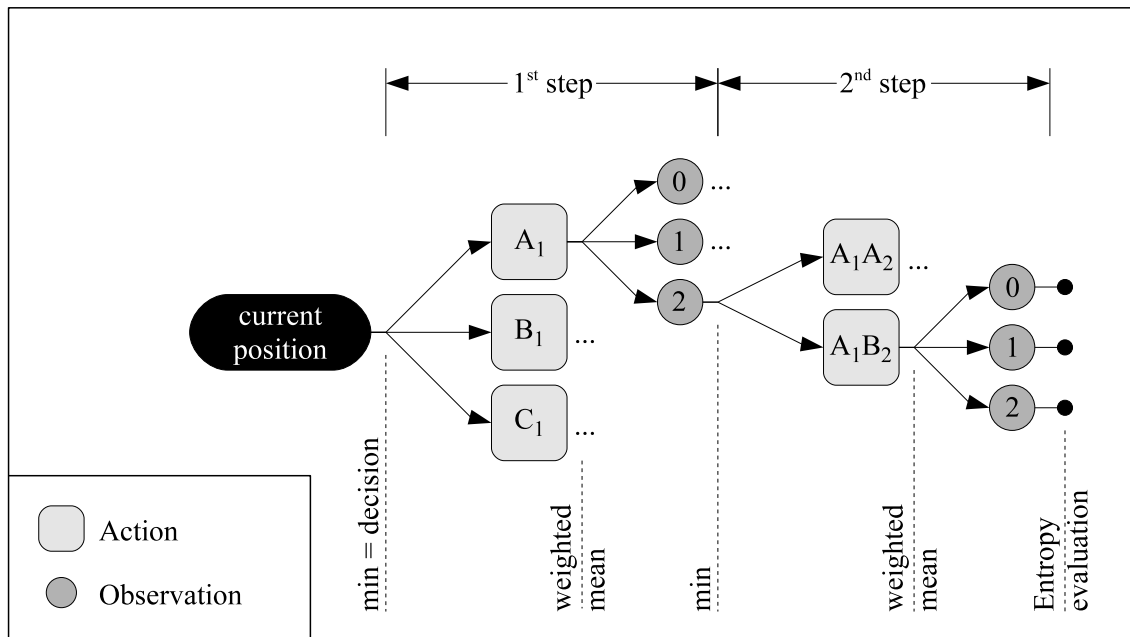 1st step
2nd step
0 ...
1 ...
2
A1
B1 ...
C1 ...
current
position
A1A2 ...
A1B2
0
1
2
min = decision
weighted
mean
min
weighted
mean
Entropy
evaluation
Action
Observation